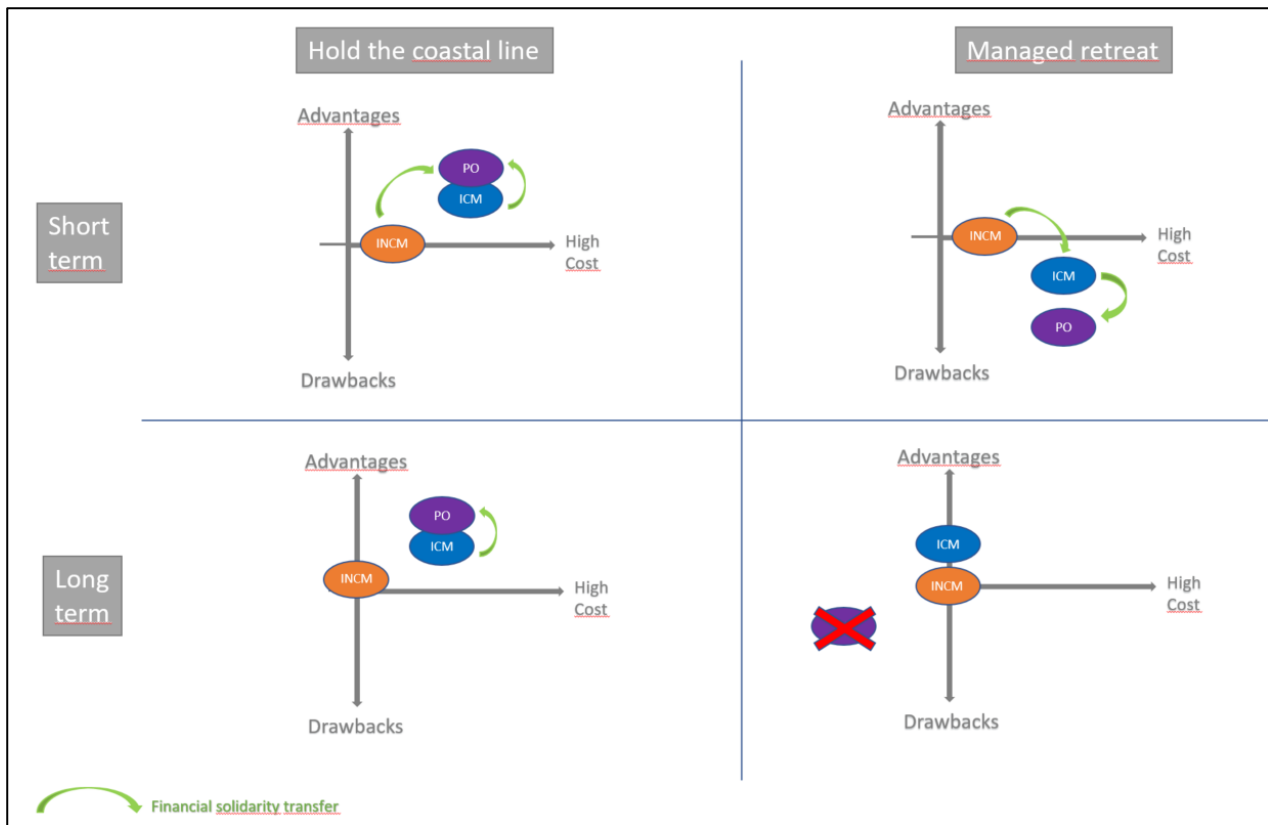 Hold the coastal line
Managed retreat
Short
term
Advantages
PO
ICM
INCM
High
Cost
Drawbacks
Advantages
INCM
High
Cost
ICM
PO
Drawbacks
Long
term
Advantages
PO
ICM
INCM
High
Cost
Drawbacks
Advantages
ICM
INCM
High
Cost
Drawbacks
Financial solidarity transfer